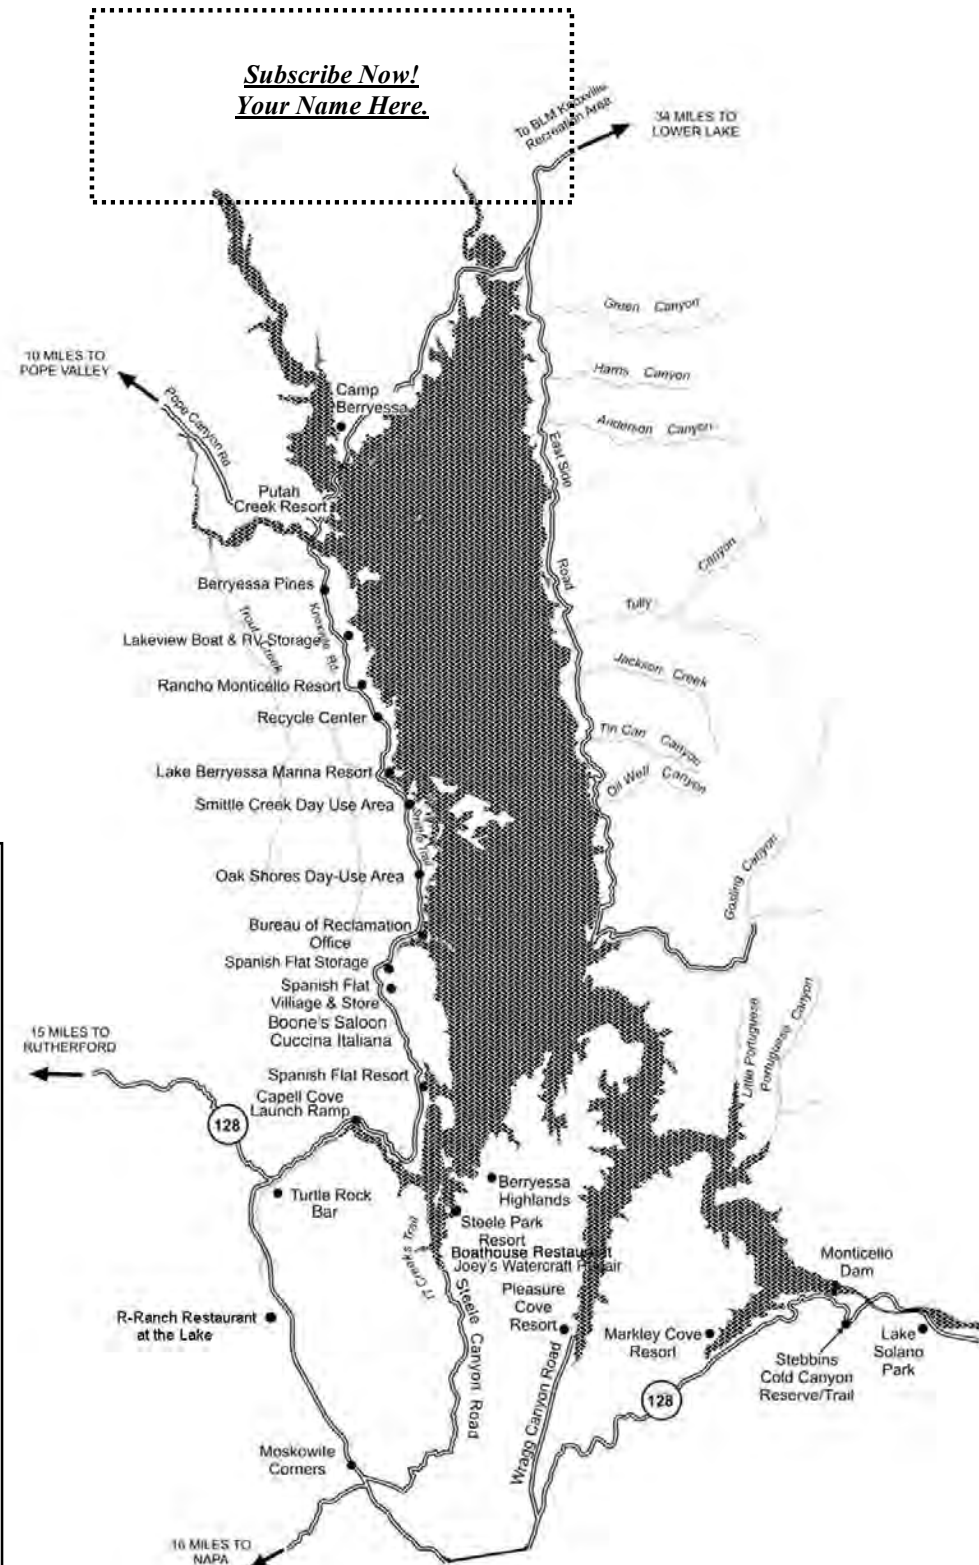 Subscribe Now!
Your Name Here.
To BLM Knoxville
Recreation Area
34 MILES TO
LOWER LAKE
Green Canyon
10 MILES TO
POPE VALLEY
Harris Canyon
Camp
Berryessa
Pope Canyon Rd
Anderson Canyon
East Side
Putah
Creek Resort
Canyon
Road
Berryessa Pines
Tully
Trout Creek
Knoxville Rd
Lakeview Boat & RV Storage
Jackson Creek
Rancho Monticello Resort
Recycle Center
Tin Can Canyou
Lake Berryessa Marina Resort
Oil Well Canyon
Smittle Creek Day Use Area
Smittle Trail
Oak Shores Day-Use Area
Gosling Canyon
Bureau of Reclamation
Office
Spanish Flat Storage
Spanish Flat
Villiage & Store
Boone's Saloon
Cuccina Italiana
Little Portuguese
Portuguese Canyon
15 MILES TO
RUTHERFORD
Spanish Flat Resort
Capell Cove
Launch Ramp
128
Turtle Rock
Bar
Berryessa
Highlands
Steele Park
Resort
Boathouse Restaurant
Joey's Watercraft Repair
17 Creeks Trail
Monticello
Dam
Steele Canyon Road
Pleasure
Cove
Resort
R-Ranch Restaurant
at the Lake
Markley Cove
Resort
Lake
Solano
Park
Stebbins
Cold Canyon
Reserve/Trail
Wragg Canyon Road
128
Moskowite
Corners
16 MILES TO
NAPA